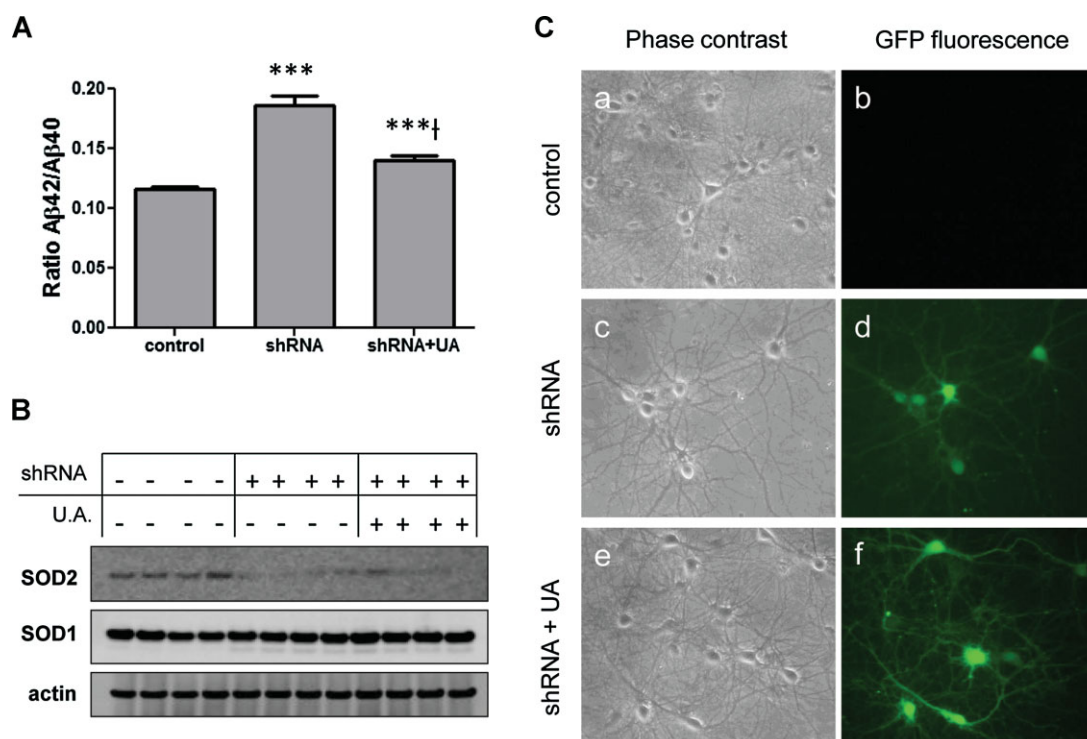 A
Ratio Aβ42/Aβ40
0.20
0.15
0.10
0.05
0.00
***
***†
control
shRNA
shRNA+UA
B
shRNA - - - - + + + + + + + +
U.A. - - - - - - - - + + + +
SOD2
SOD1
actin
C
Phase contrast
GFP fluorescence
control
a
b
shRNA
c
d
shRNA + UA
e
f